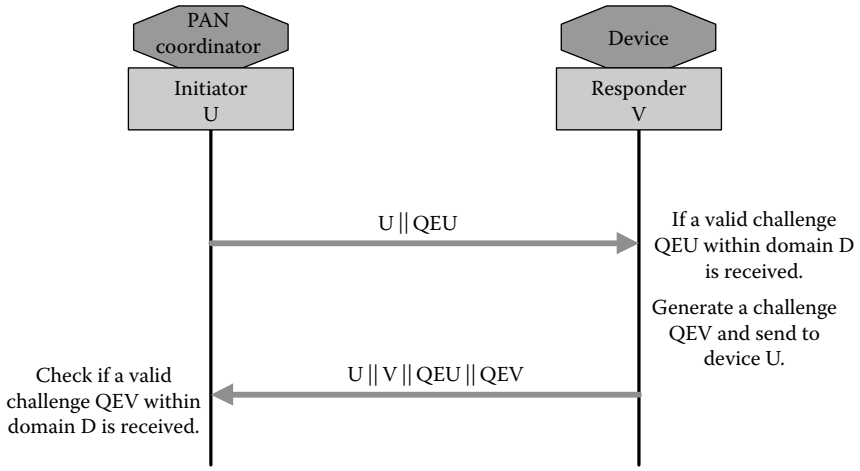 PAN
coordinator
Device
Initiator
U
Responder
V
U || QEU
If a valid challenge
QEU within domain D
is received.
Generate a challenge
QEV and send to
device U.
U || V || QEU || QEV
Check if a valid
challenge QEV within
domain D is received.